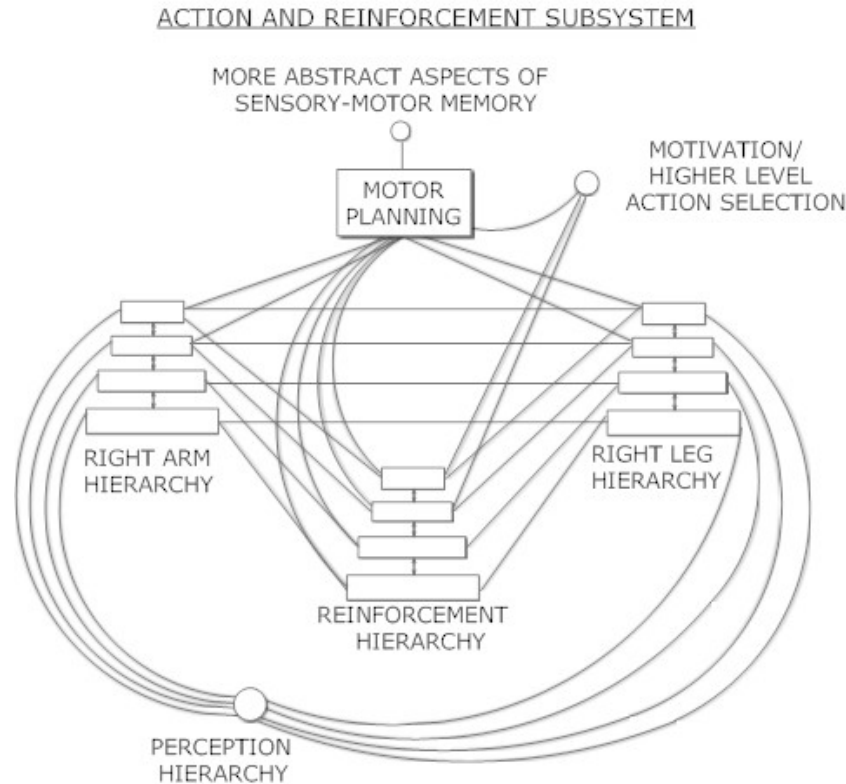 ACTION AND REINFORCEMENT SUBSYSTEM
MORE ABSTRACT ASPECTS OF
SENSORY-MOTOR MEMORY
MOTIVATION/
HIGHER LEVEL
ACTION SELECTION
MOTOR
PLANNING
RIGHT ARM
HIERARCHY
RIGHT LEG
HIERARCHY
REINFORCEMENT
HIERARCHY
PERCEPTION
HIERARCHY